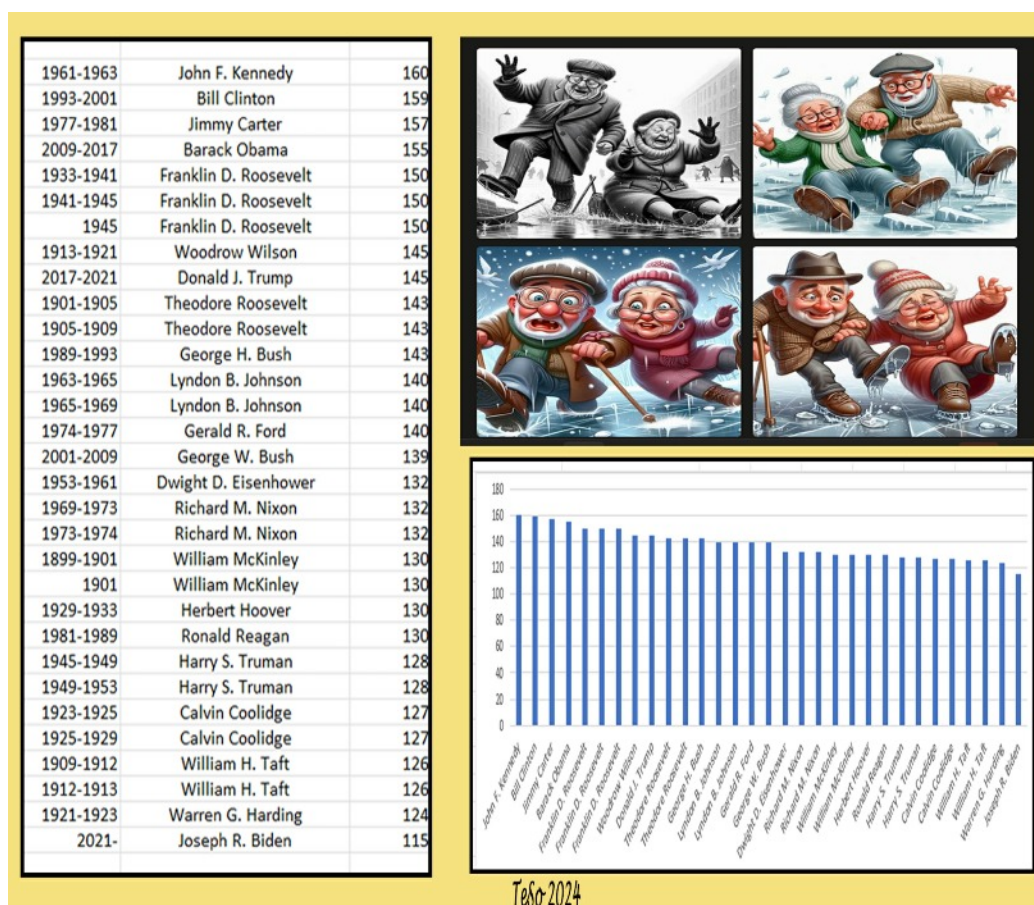 1961-1963 John F. Kennedy 160
1993-2001 Bill Clinton 159
1977-1981 Jimmy Carter 157
2009-2017 Barack Obama 155
1933-1941 Franklin D. Roosevelt 150
1941-1945 Franklin D. Roosevelt 150
1945 Franklin D. Roosevelt 150
1913-1921 Woodrow Wilson 145
2017-2021 Donald J. Trump 145
1901-1905 Theodore Roosevelt 143
1905-1909 Theodore Roosevelt 143
1989-1993 George H. Bush 143
1963-1965 Lyndon B. Johnson 140
1965-1969 Lyndon B. Johnson 140
1974-1977 Gerald R. Ford 140
2001-2009 George W. Bush 139
1953-1961 Dwight D. Eisenhower 132
1969-1973 Richard M. Nixon 132
1973-1974 Richard M. Nixon 132
1899-1901 William McKinley 130
1901 William McKinley 130
1929-1933 Herbert Hoover 130
1981-1989 Ronald Reagan 130
1945-1949 Harry S. Truman 128
1949-1953 Harry S. Truman 128
1923-1925 Calvin Coolidge 127
1925-1929 Calvin Coolidge 127
1909-1912 William H. Taft 126
1912-1913 William H. Taft 126
1921-1923 Warren G. Harding 124
2021- Joseph R. Biden 115
180
160
140
120
100
80
60
40
20
0
John F. Kennedy
Bill Clinton
Jimmy Carter
Barack Obama
Franklin D. Roosevelt
Franklin D. Roosevelt
Franklin D. Roosevelt
Woodrow Wilson
Donald J. Trump
Theodore Roosevelt
Theodore Roosevelt
George H. Bush
Lyndon B. Johnson
Lyndon B. Johnson
Gerald R. Ford
George W. Bush
Dwight D. Eisenhower
Richard M. Nixon
Richard M. Nixon
William McKinley
William McKinley
Herbert Hoover
Ronald Reagan
Harry S. Truman
Harry S. Truman
Calvin Coolidge
Calvin Coolidge
William H. Taft
William H. Taft
Warren G. Harding
Joseph R. Biden
TeSo 2024